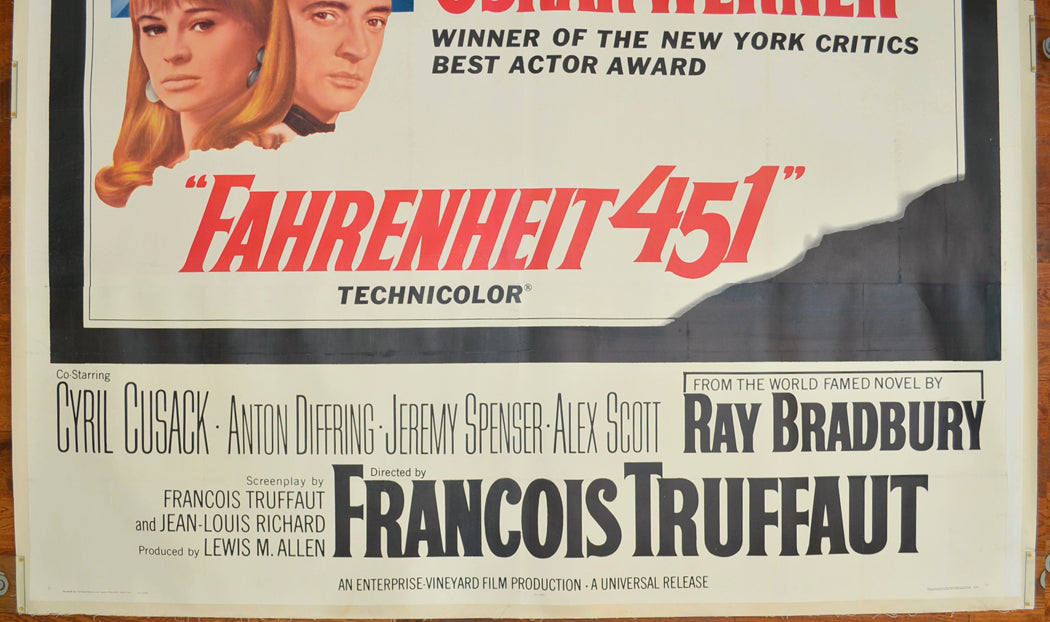 OSKAR WERNER
WINNER OF THE NEW YORK CRITICS
BEST ACTOR AWARD
“FAHRENHEIT 451”
TECHNICOLOR®
Co-Starring
CYRIL CUSACK · ANTON DIFFRING · JEREMY SPENSER · ALEX SCOTT
FROM THE WORLD FAMED NOVEL BY
RAY BRADBURY
Screenplay by
FRANCOIS TRUFFAUT
and JEAN-LOUIS RICHARD
Produced by LEWIS M. ALLEN
Directed by
FRANCOIS TRUFFAUT
AN ENTERPRISE-VINEYARD FILM PRODUCTION · A UNIVERSAL RELEASE